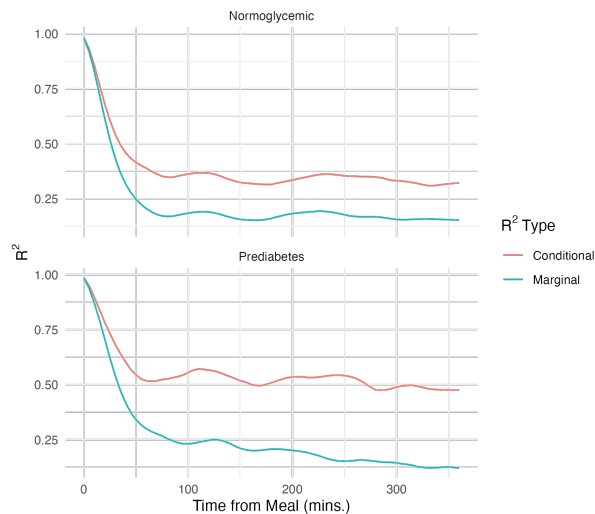 Normoglycemic
1.00
0.75
0.50
0.25
Prediabetes
1.00
0.75
0.50
0.25
0 100 200 300
Time from Meal (mins.)
R²
R² Type
Conditional
Marginal